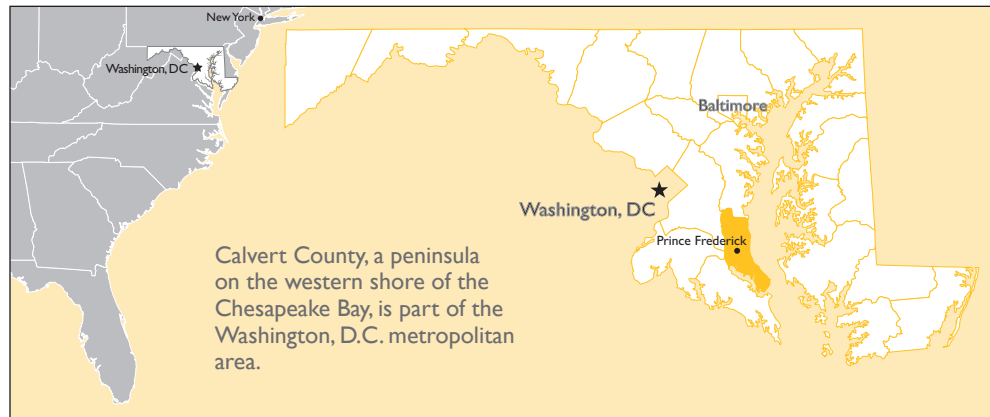 New York
Washington, DC
Baltimore
Washington, DC
Prince Frederick
Calvert County, a peninsula
on the western shore of the
Chesapeake Bay, is part of the
Washington, D.C. metropolitan
area.